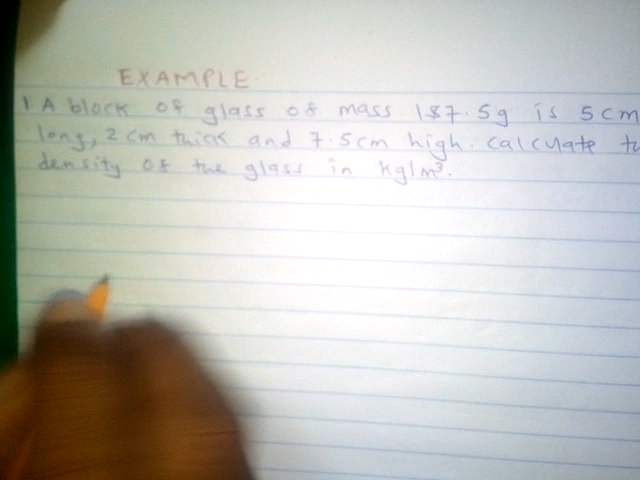 EXAMPLE
1 A block of glass of mass 187.5g is 5cm
long, 2cm thick and 7.5cm high. Calculate
density of the glass in kg/m³.